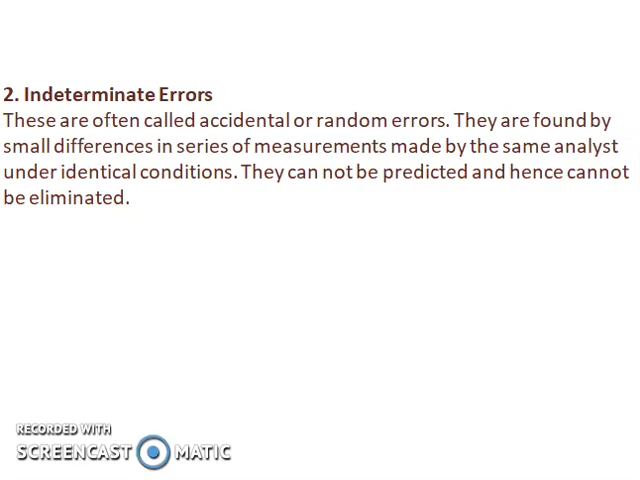 2. Indeterminate Errors
These are often called accidental or random errors. They are found by
small differences in series of measurements made by the same analyst
under identical conditions. They can not be predicted and hence cannot
be eliminated.
RECORDED WITH
SCREENCAST MATIC